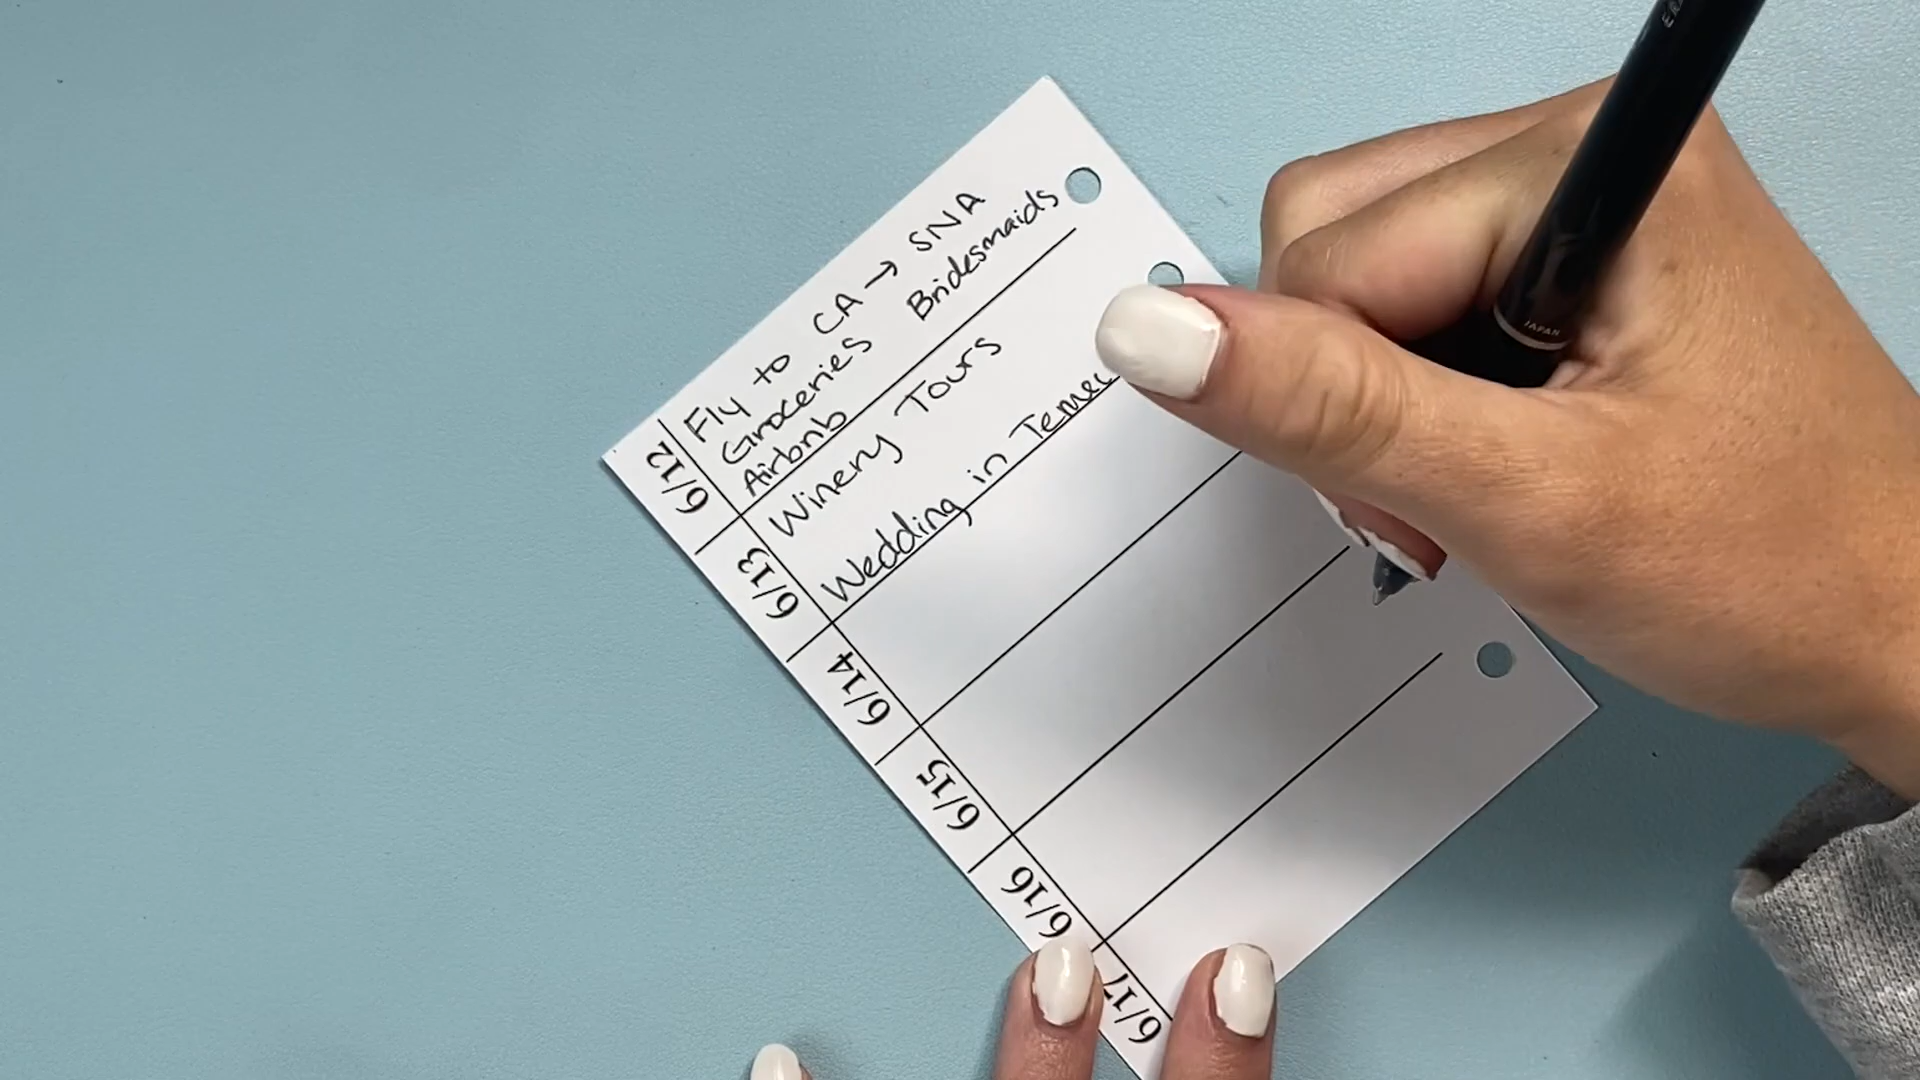 6/12
Fly to CA → SNA
Groceries Bridesmaids
Airbnb
6/13
Winery Tours
Wedding in
6/14
6/15
6/16
6/17
JAPAN